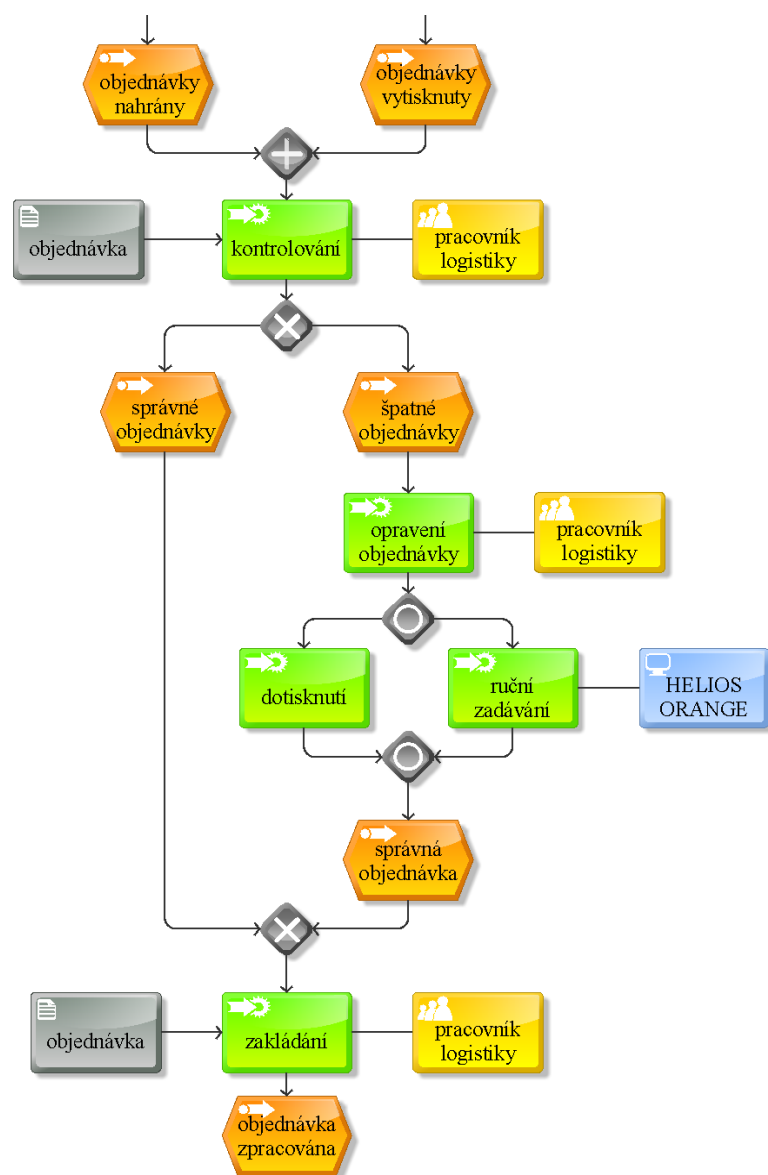 objednávky
nahrány
objednávky
vytisknuty
objednávka
kontrolování
pracovník
logistiky
správné
objednávky
špatné
objednávky
opravení
objednávky
pracovník
logistiky
dotisknutí
ruční
zadávání
HELIOS
ORANGE
správná
objednávka
objednávka
zakládání
pracovník
logistiky
objednávka
zpracována